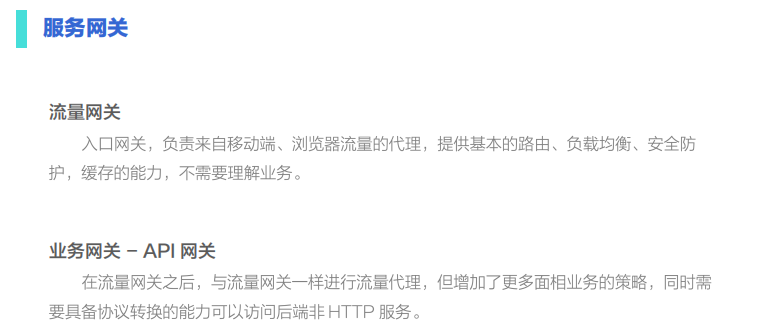 服务网关
流量网关
入口网关，负责来自移动端、浏览器流量的代理，提供基本的路由、负载均衡、安全防
护，缓存的能力，不需要理解业务。
业务网关 – API 网关
在流量网关之后，与流量网关一样进行流量代理，但增加了更多面相业务的策略，同时需
要具备协议转换的能力可以访问后端非 HTTP 服务。